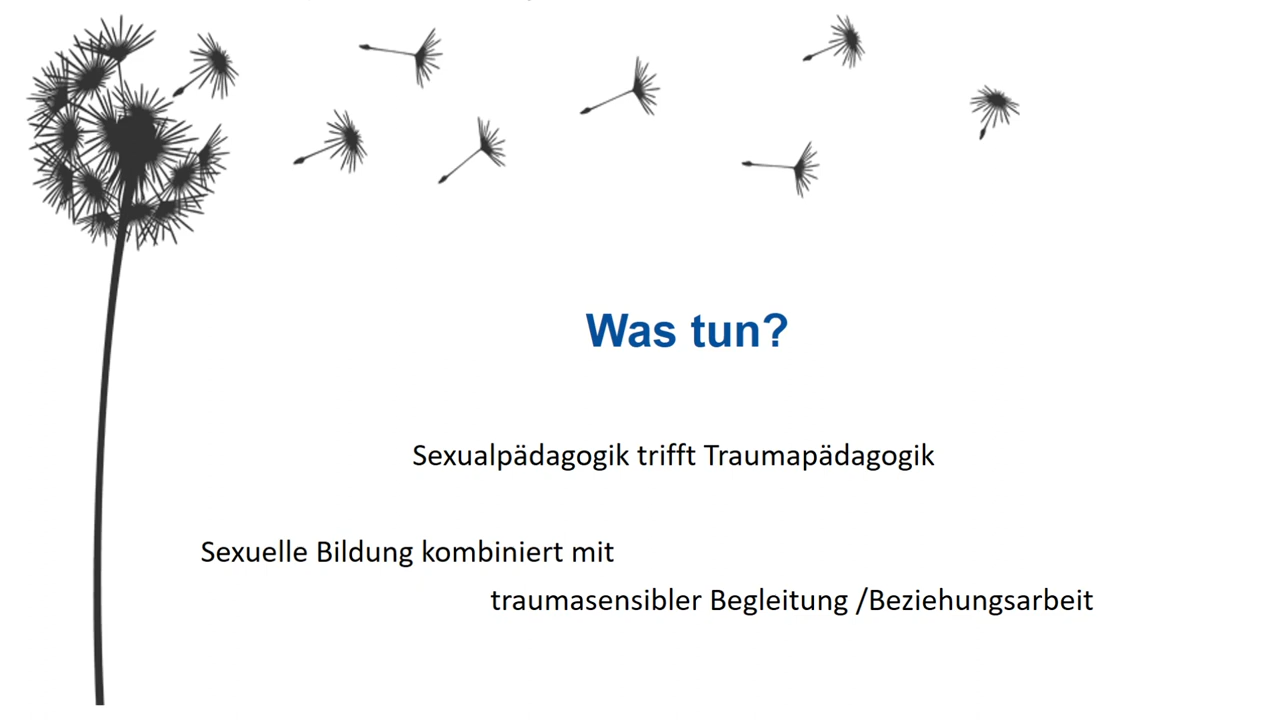 Was tun?
Sexualpädagogik trifft Traumapädagogik
Sexuelle Bildung kombiniert mit
traumasensibler Begleitung /Beziehungsarbeit